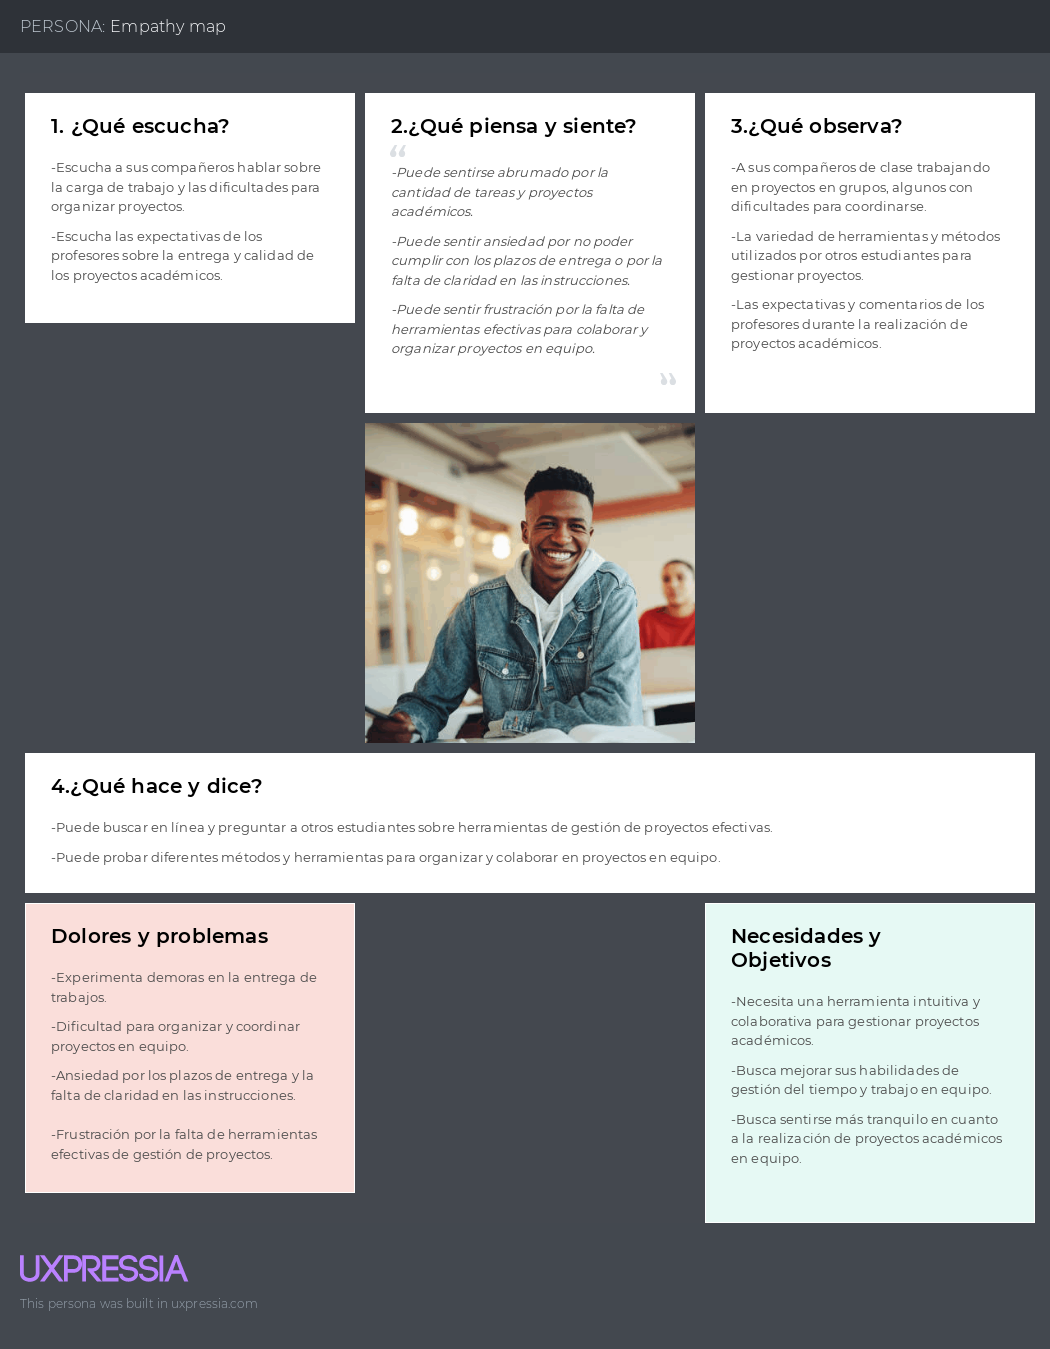 PERSONA: Empathy map
1. ¿Qué escucha?
-Escucha a sus compañeros hablar sobre
la carga de trabajo y las dificultades para
organizar proyectos.
-Escucha las expectativas de los
profesores sobre la entrega y calidad de
los proyectos académicos.
2.¿Qué piensa y siente?
“
-Puede sentirse abrumado por la
cantidad de tareas y proyectos
académicos.
-Puede sentir ansiedad por no poder
cumplir con los plazos de entrega o por la
falta de claridad en las instrucciones.
-Puede sentir frustración por la falta de
herramientas efectivas para colaborar y
organizar proyectos en equipo.
”
3.¿Qué observa?
-A sus compañeros de clase trabajando
en proyectos en grupos, algunos con
dificultades para coordinarse.
-La variedad de herramientas y métodos
utilizados por otros estudiantes para
gestionar proyectos.
-Las expectativas y comentarios de los
profesores durante la realización de
proyectos académicos.
4.¿Qué hace y dice?
-Puede buscar en línea y preguntar a otros estudiantes sobre herramientas de gestión de proyectos efectivas.
-Puede probar diferentes métodos y herramientas para organizar y colaborar en proyectos en equipo.
Dolores y problemas
-Experimenta demoras en la entrega de
trabajos.
-Dificultad para organizar y coordinar
proyectos en equipo.
-Ansiedad por los plazos de entrega y la
falta de claridad en las instrucciones.
-Frustración por la falta de herramientas
efectivas de gestión de proyectos.
Necesidades y
Objetivos
-Necesita una herramienta intuitiva y
colaborativa para gestionar proyectos
académicos.
-Busca mejorar sus habilidades de
gestión del tiempo y trabajo en equipo.
-Busca sentirse más tranquilo en cuanto
a la realización de proyectos académicos
en equipo.
UXPRESSIA
This persona was built in uxpressia.com